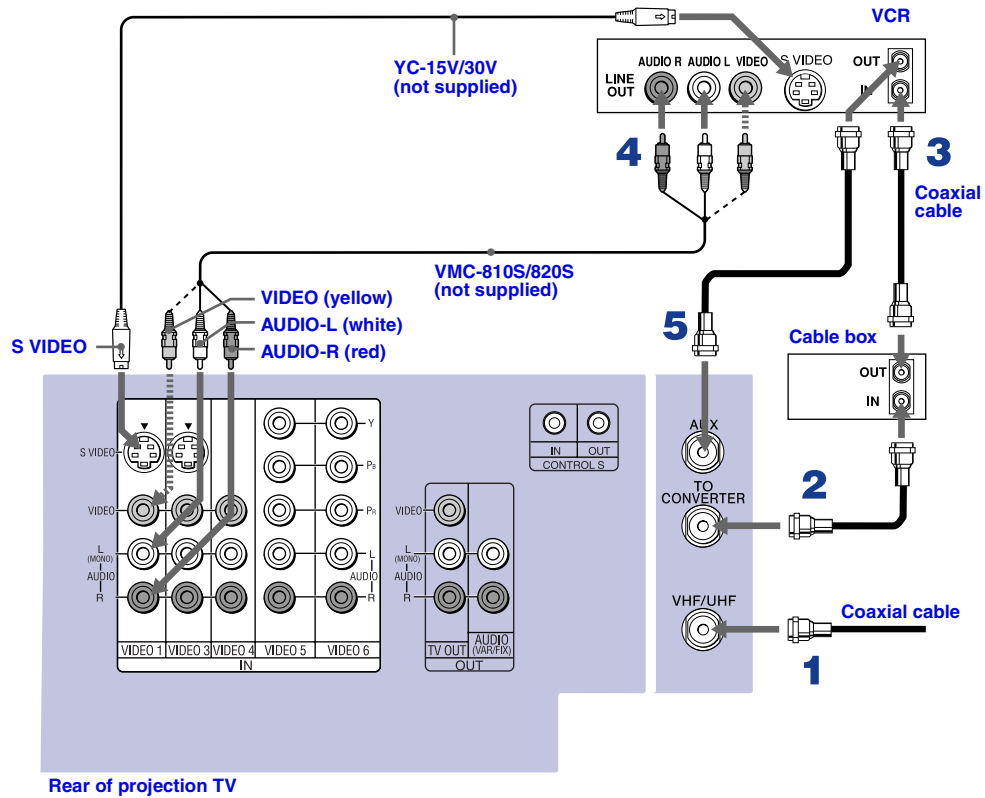 VCR
YC-15V/30V
(not supplied)
AUDIO R AUDIO L VIDEO S VIDEO OUT
LINE
OUT
IN
4
3
Coaxial
cable
VMC-810S/820S
(not supplied)
VIDEO (yellow)
AUDIO-L (white)
AUDIO-R (red)
S VIDEO
5
Cable box
OUT
IN
AUX
TO
CONVERTER
2
VHF/UHF
Coaxial cable
1
S VIDEO
VIDEO
L
(MONO)
AUDIO
R
Y
PB
PR
L
AUDIO
R
VIDEO 1 VIDEO 3 VIDEO 4 VIDEO 5 VIDEO 6
IN
IN OUT
CONTROL S
VIDEO
L
(MONO)
AUDIO
R
TV OUT
AUDIO
(VAR/FIX)
OUT
Rear of projection TV